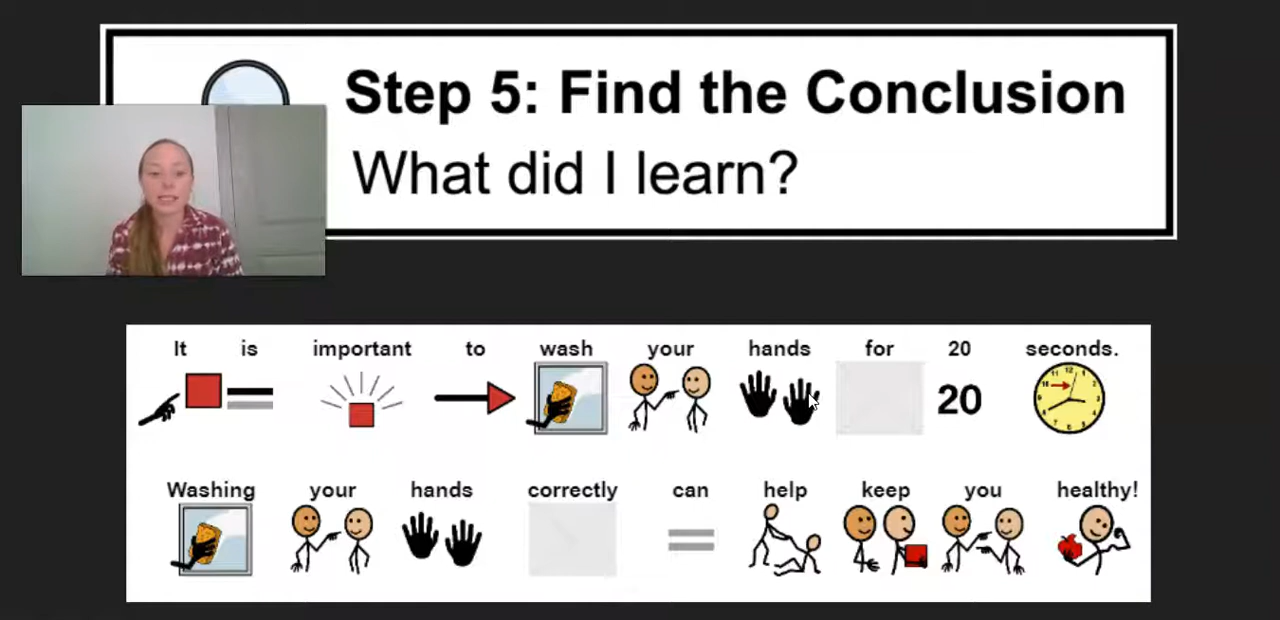 Step 5: Find the Conclusion
What did I learn?
It is important to wash your hands for 20 seconds.
20
Washing your hands correctly can help keep you healthy!